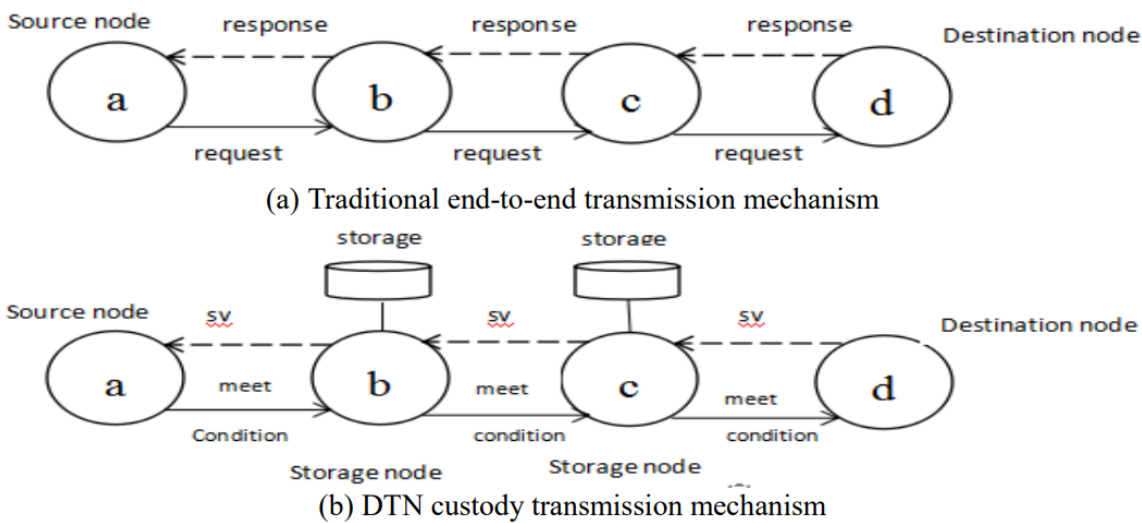 Source node response response response Destination node
a b c d
request request request
(a) Traditional end-to-end transmission mechanism
storage storage
Source node sv sv sv Destination node
a meet b meet c meet d
Condition condition condition
Storage node Storage node
(b) DTN custody transmission mechanism